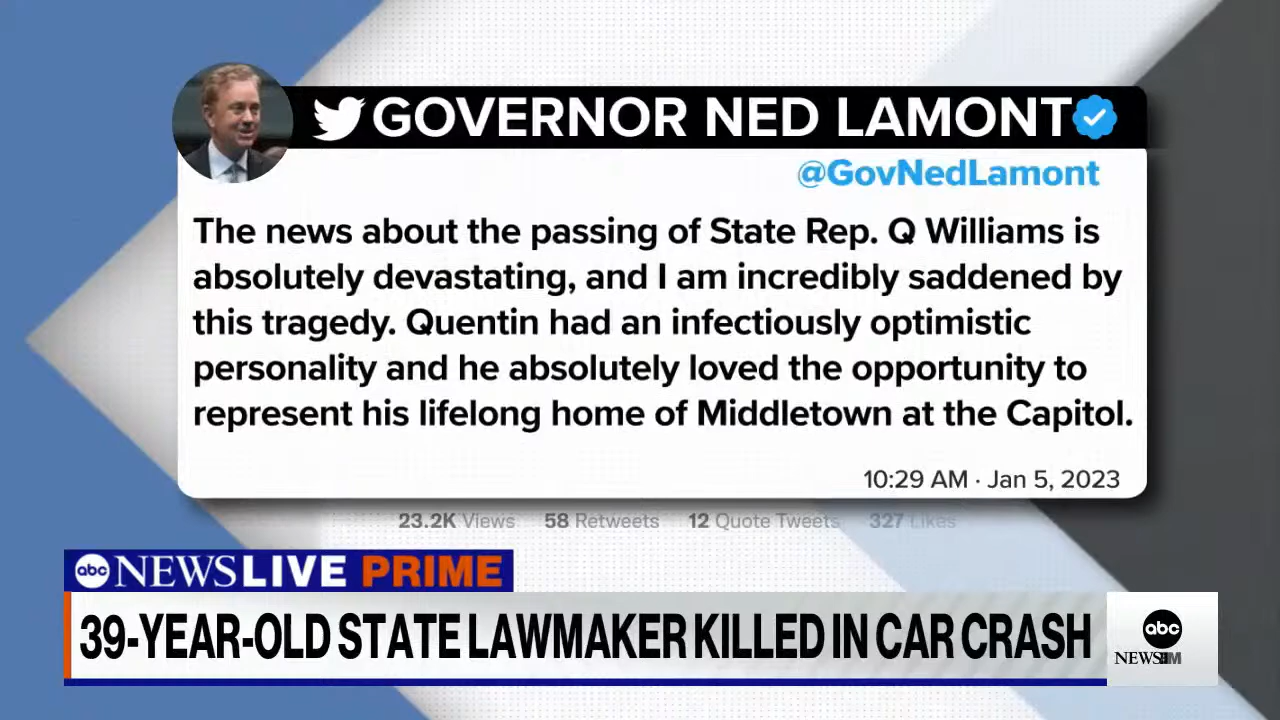 GOVERNOR NED LAMONT
@GovNedLamont
The news about the passing of State Rep. Q Williams is
absolutely devastating, and I am incredibly saddened by
this tragedy. Quentin had an infectiously optimistic
personality and he absolutely loved the opportunity to
represent his lifelong home of Middletown at the Capitol.
10:29 AM · Jan 5, 2023
23.2K Views 58 Retweets 12 Quote Tweets 327 Likes
abc NEWS LIVE PRIME
39-YEAR-OLD STATE LAWMAKER KILLED IN CAR CRASH
abc
NEWS